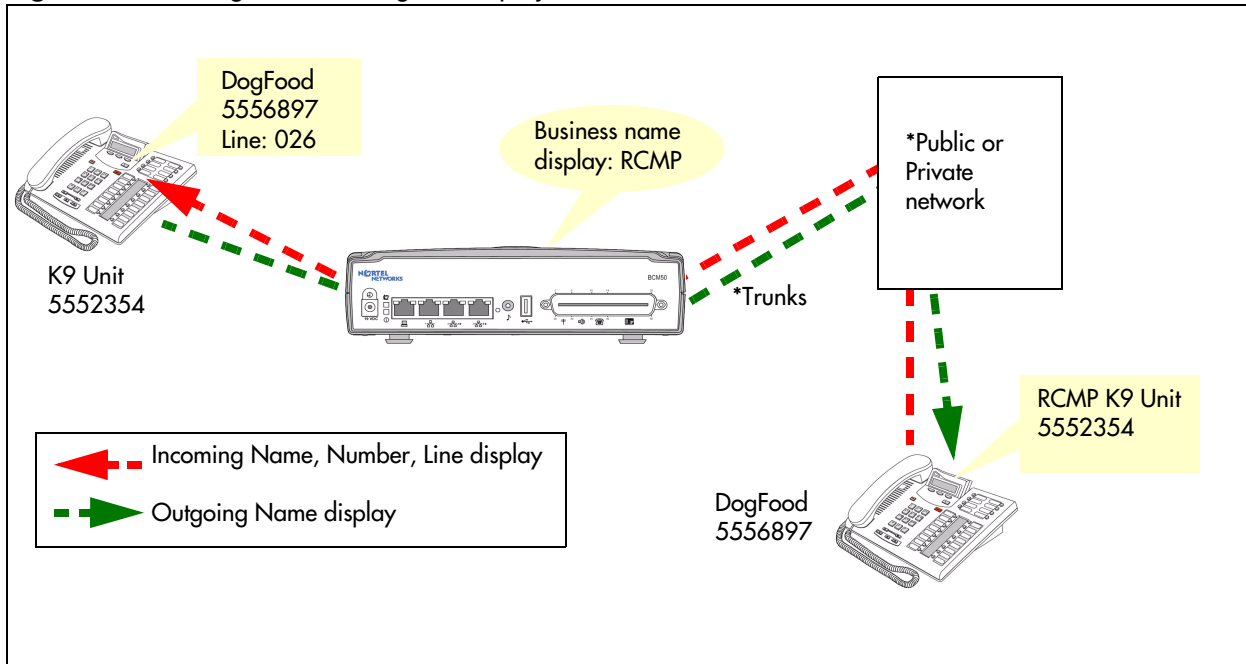 DogFood
5556897
Line: 026
Business name
display: RCMP
*Public or
Private
network
K9 Unit
5552354
NORTEL
NETWORKS
BCM50
*Trunks
RCMP K9 Unit
5552354
DogFood
5556897
Incoming Name, Number, Line display
Outgoing Name display